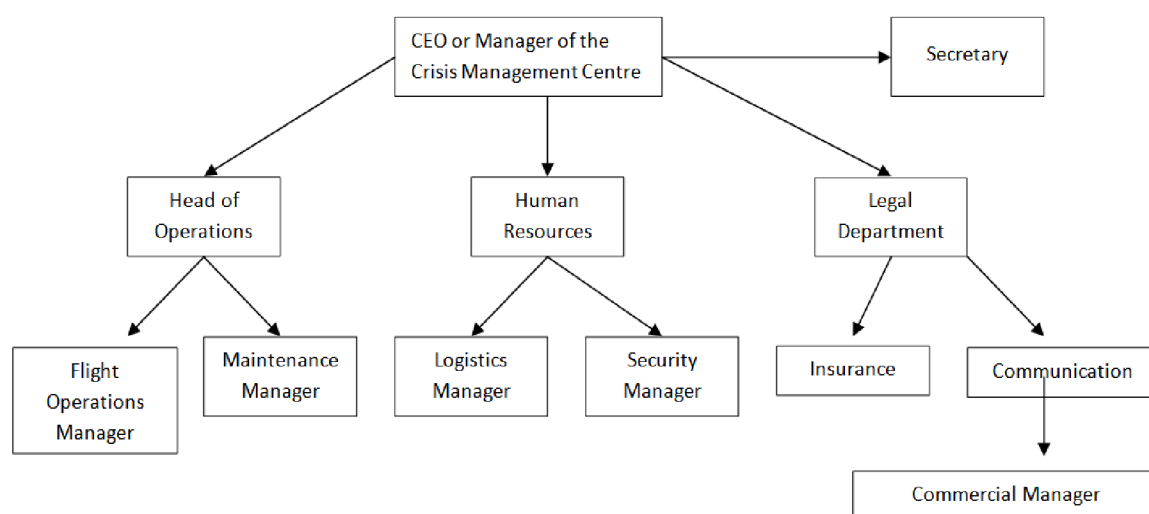 CEO or Manager of the
Crisis Management Centre
Secretary
Head of
Operations
Human
Resources
Legal
Department
Flight
Operations
Manager
Maintenance
Manager
Logistics
Manager
Security
Manager
Insurance
Communication
Commercial Manager